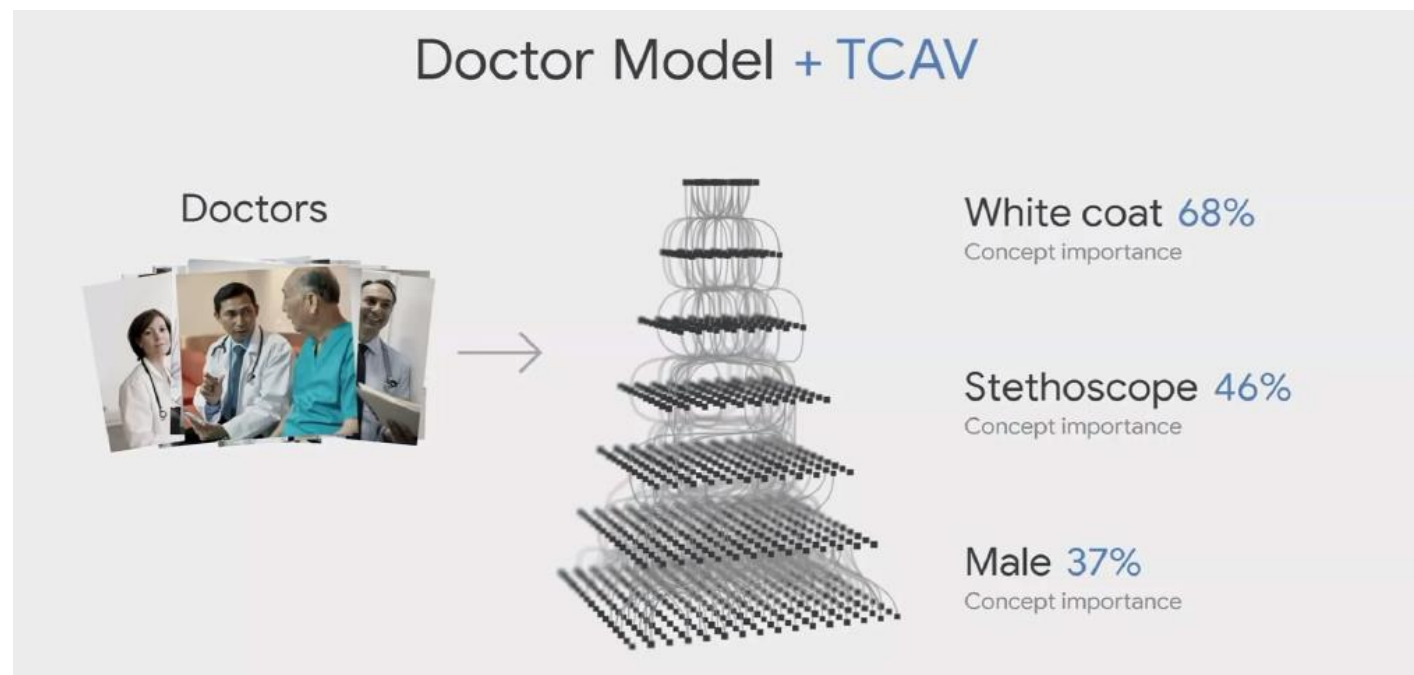 Doctor Model + TCAV
Doctors
White coat 68%
Concept importance
Stethoscope 46%
Concept importance
Male 37%
Concept importance